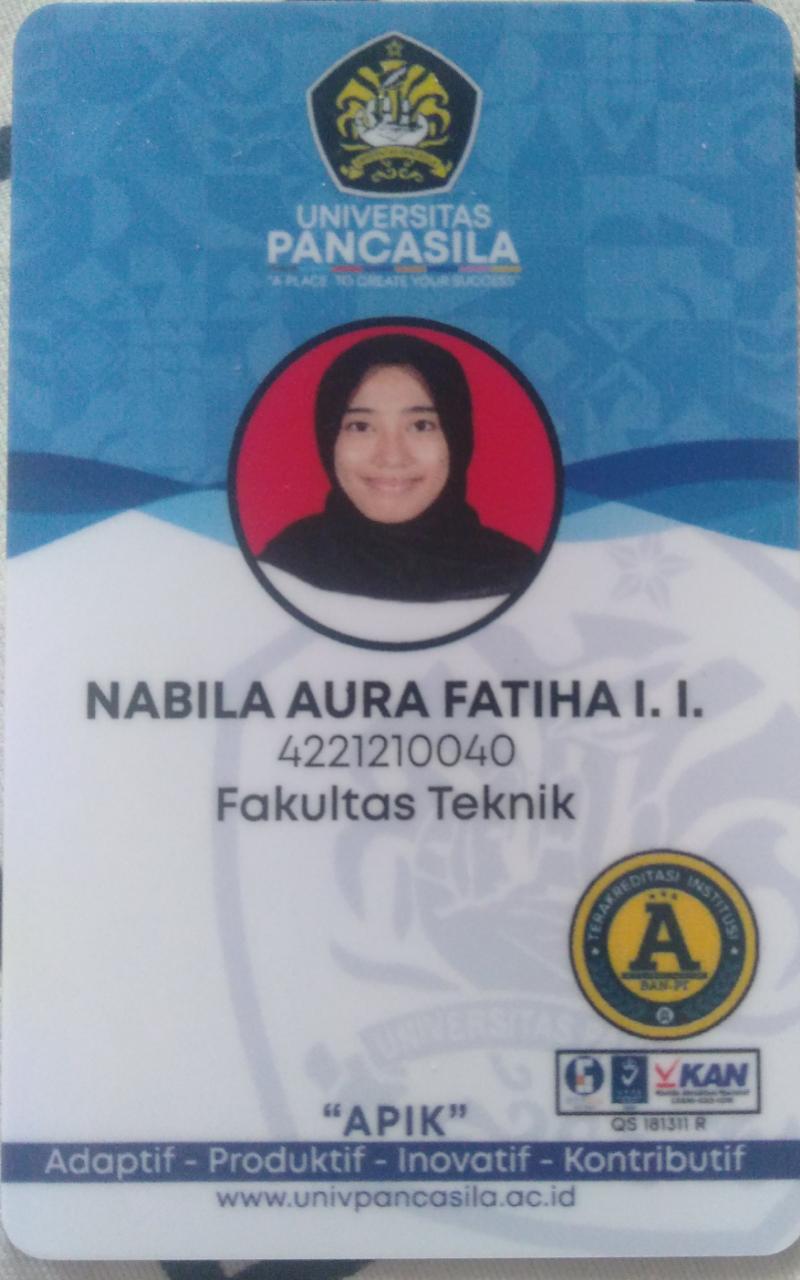 UNIVERSITAS
PANCASILA
"A PLACE TO CREATE YOUR SUCCESS"
NABILA AURA FATIHA I. I.
4221210040
Fakultas Teknik
TERAKREDITASI INSTITUSI
A
BAN-PT
KAN
QS 181311 R
"APIK"
Adaptif - Produktif - Inovatif - Kontributif
www.univpancasila.ac.id